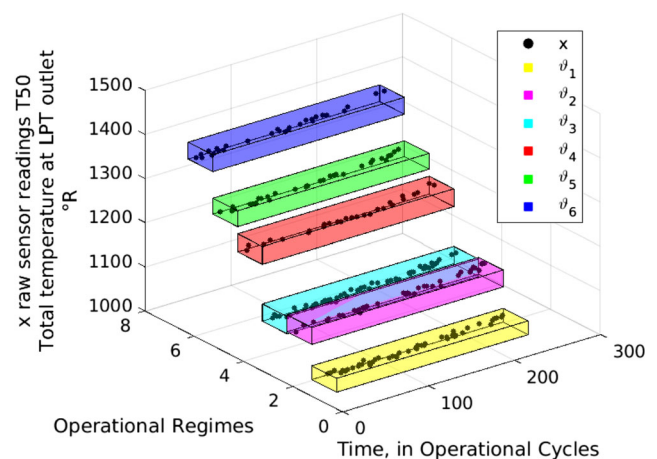 x raw sensor readings T50
Total temperature at LPT outlet
°R
1500
1400
1300
1200
1100
1000
8
6
4
2
0
Operational Regimes
0
100
200
300
Time, in Operational Cycles
x
ϑ1
ϑ2
ϑ3
ϑ4
ϑ5
ϑ6